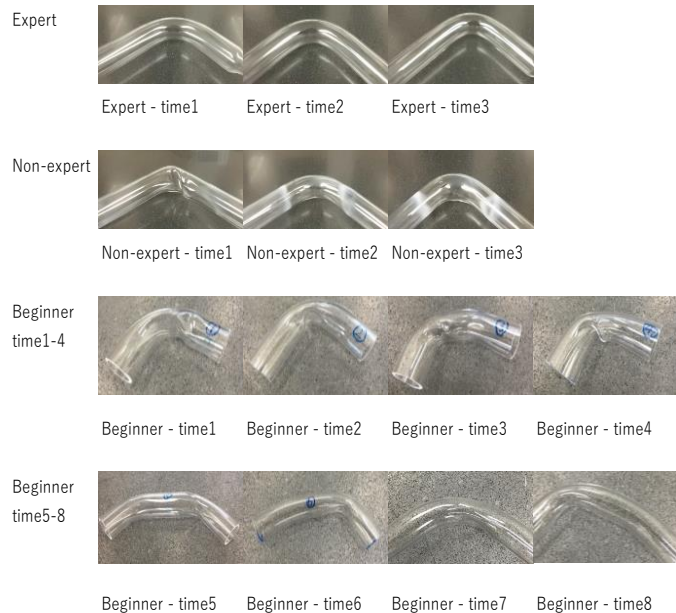 Expert
Expert - time1 Expert - time2 Expert - time3
Non-expert
Non-expert - time1 Non-expert - time2 Non-expert - time3
Beginner
time1-4
Beginner - time1 Beginner - time2 Beginner - time3 Beginner - time4
Beginner
time5-8
Beginner - time5 Beginner - time6 Beginner - time7 Beginner - time8